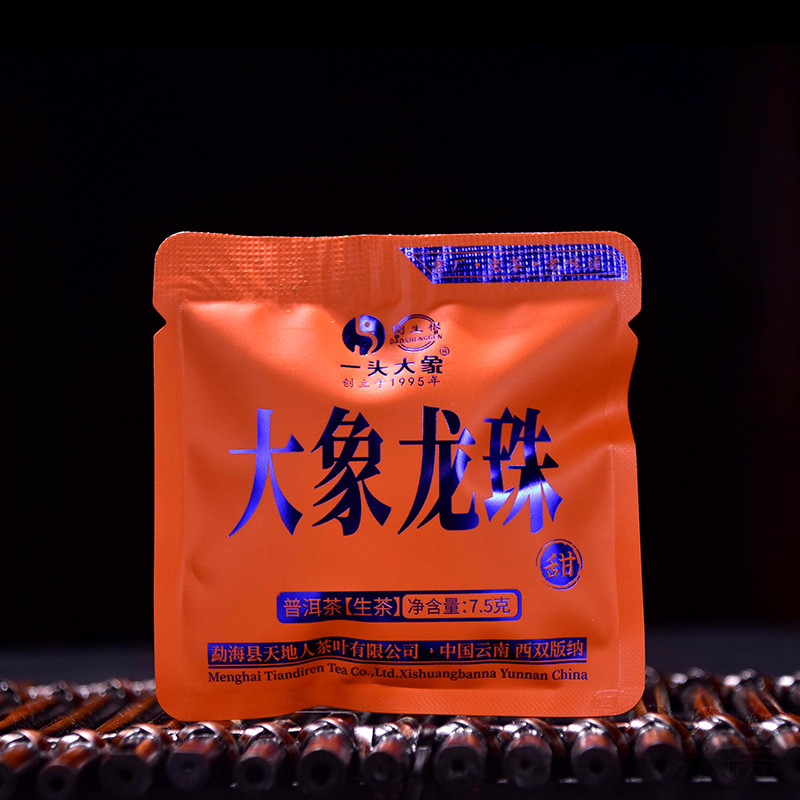 DAOSHENGGEN
一头大象®
创立于1995年
大象龙珠
甜
普洱茶【生茶】 净含量:7.5克
勐海县天地人茶叶有限公司·中国云南 西双版纳
Menghai Tiandiren Tea Co.,Ltd.Xishuangbanna Yunnan China